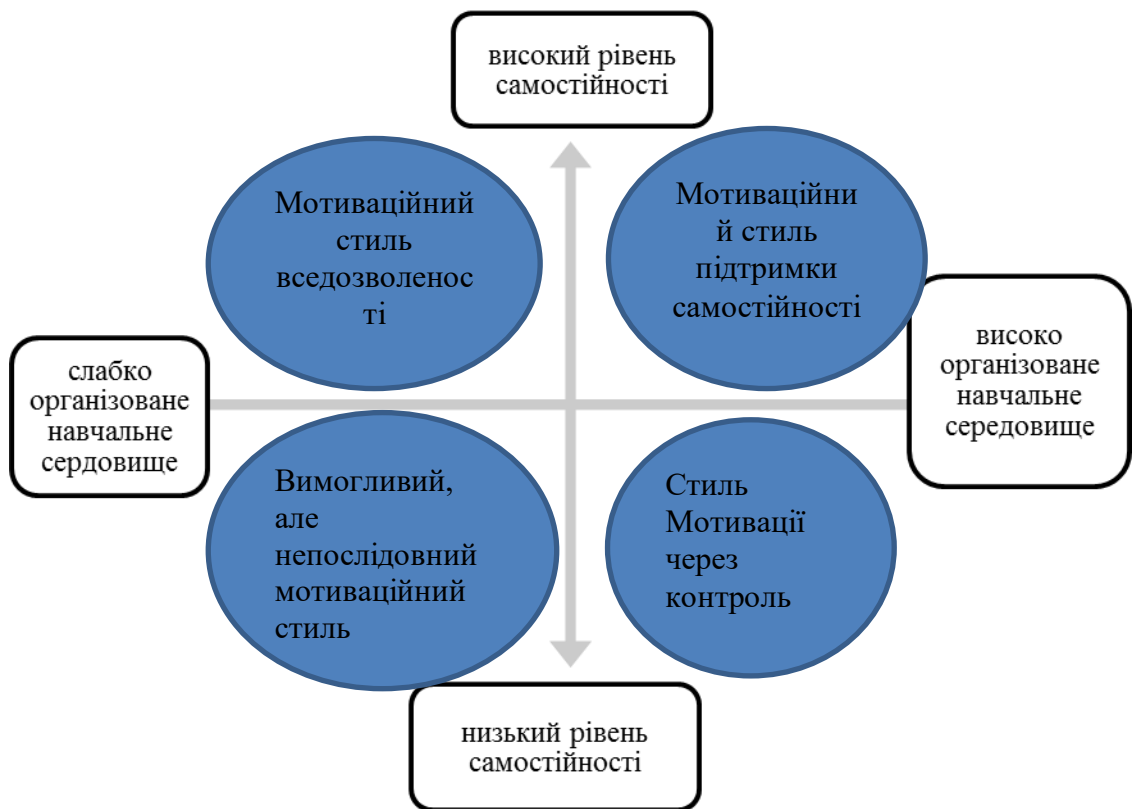 високий рівень
самостійності
Мотиваційний
стиль
вседозволенос
ті
Мотиваційни
й стиль
підтримки
самостійності
слабко
організоване
навчальне
сердовище
високо
організоване
навчальне
середовище
Вимогливий,
але
непослідовний
мотиваційний
стиль
Стиль
Мотивації
через
контроль
низький рівень
самостійності